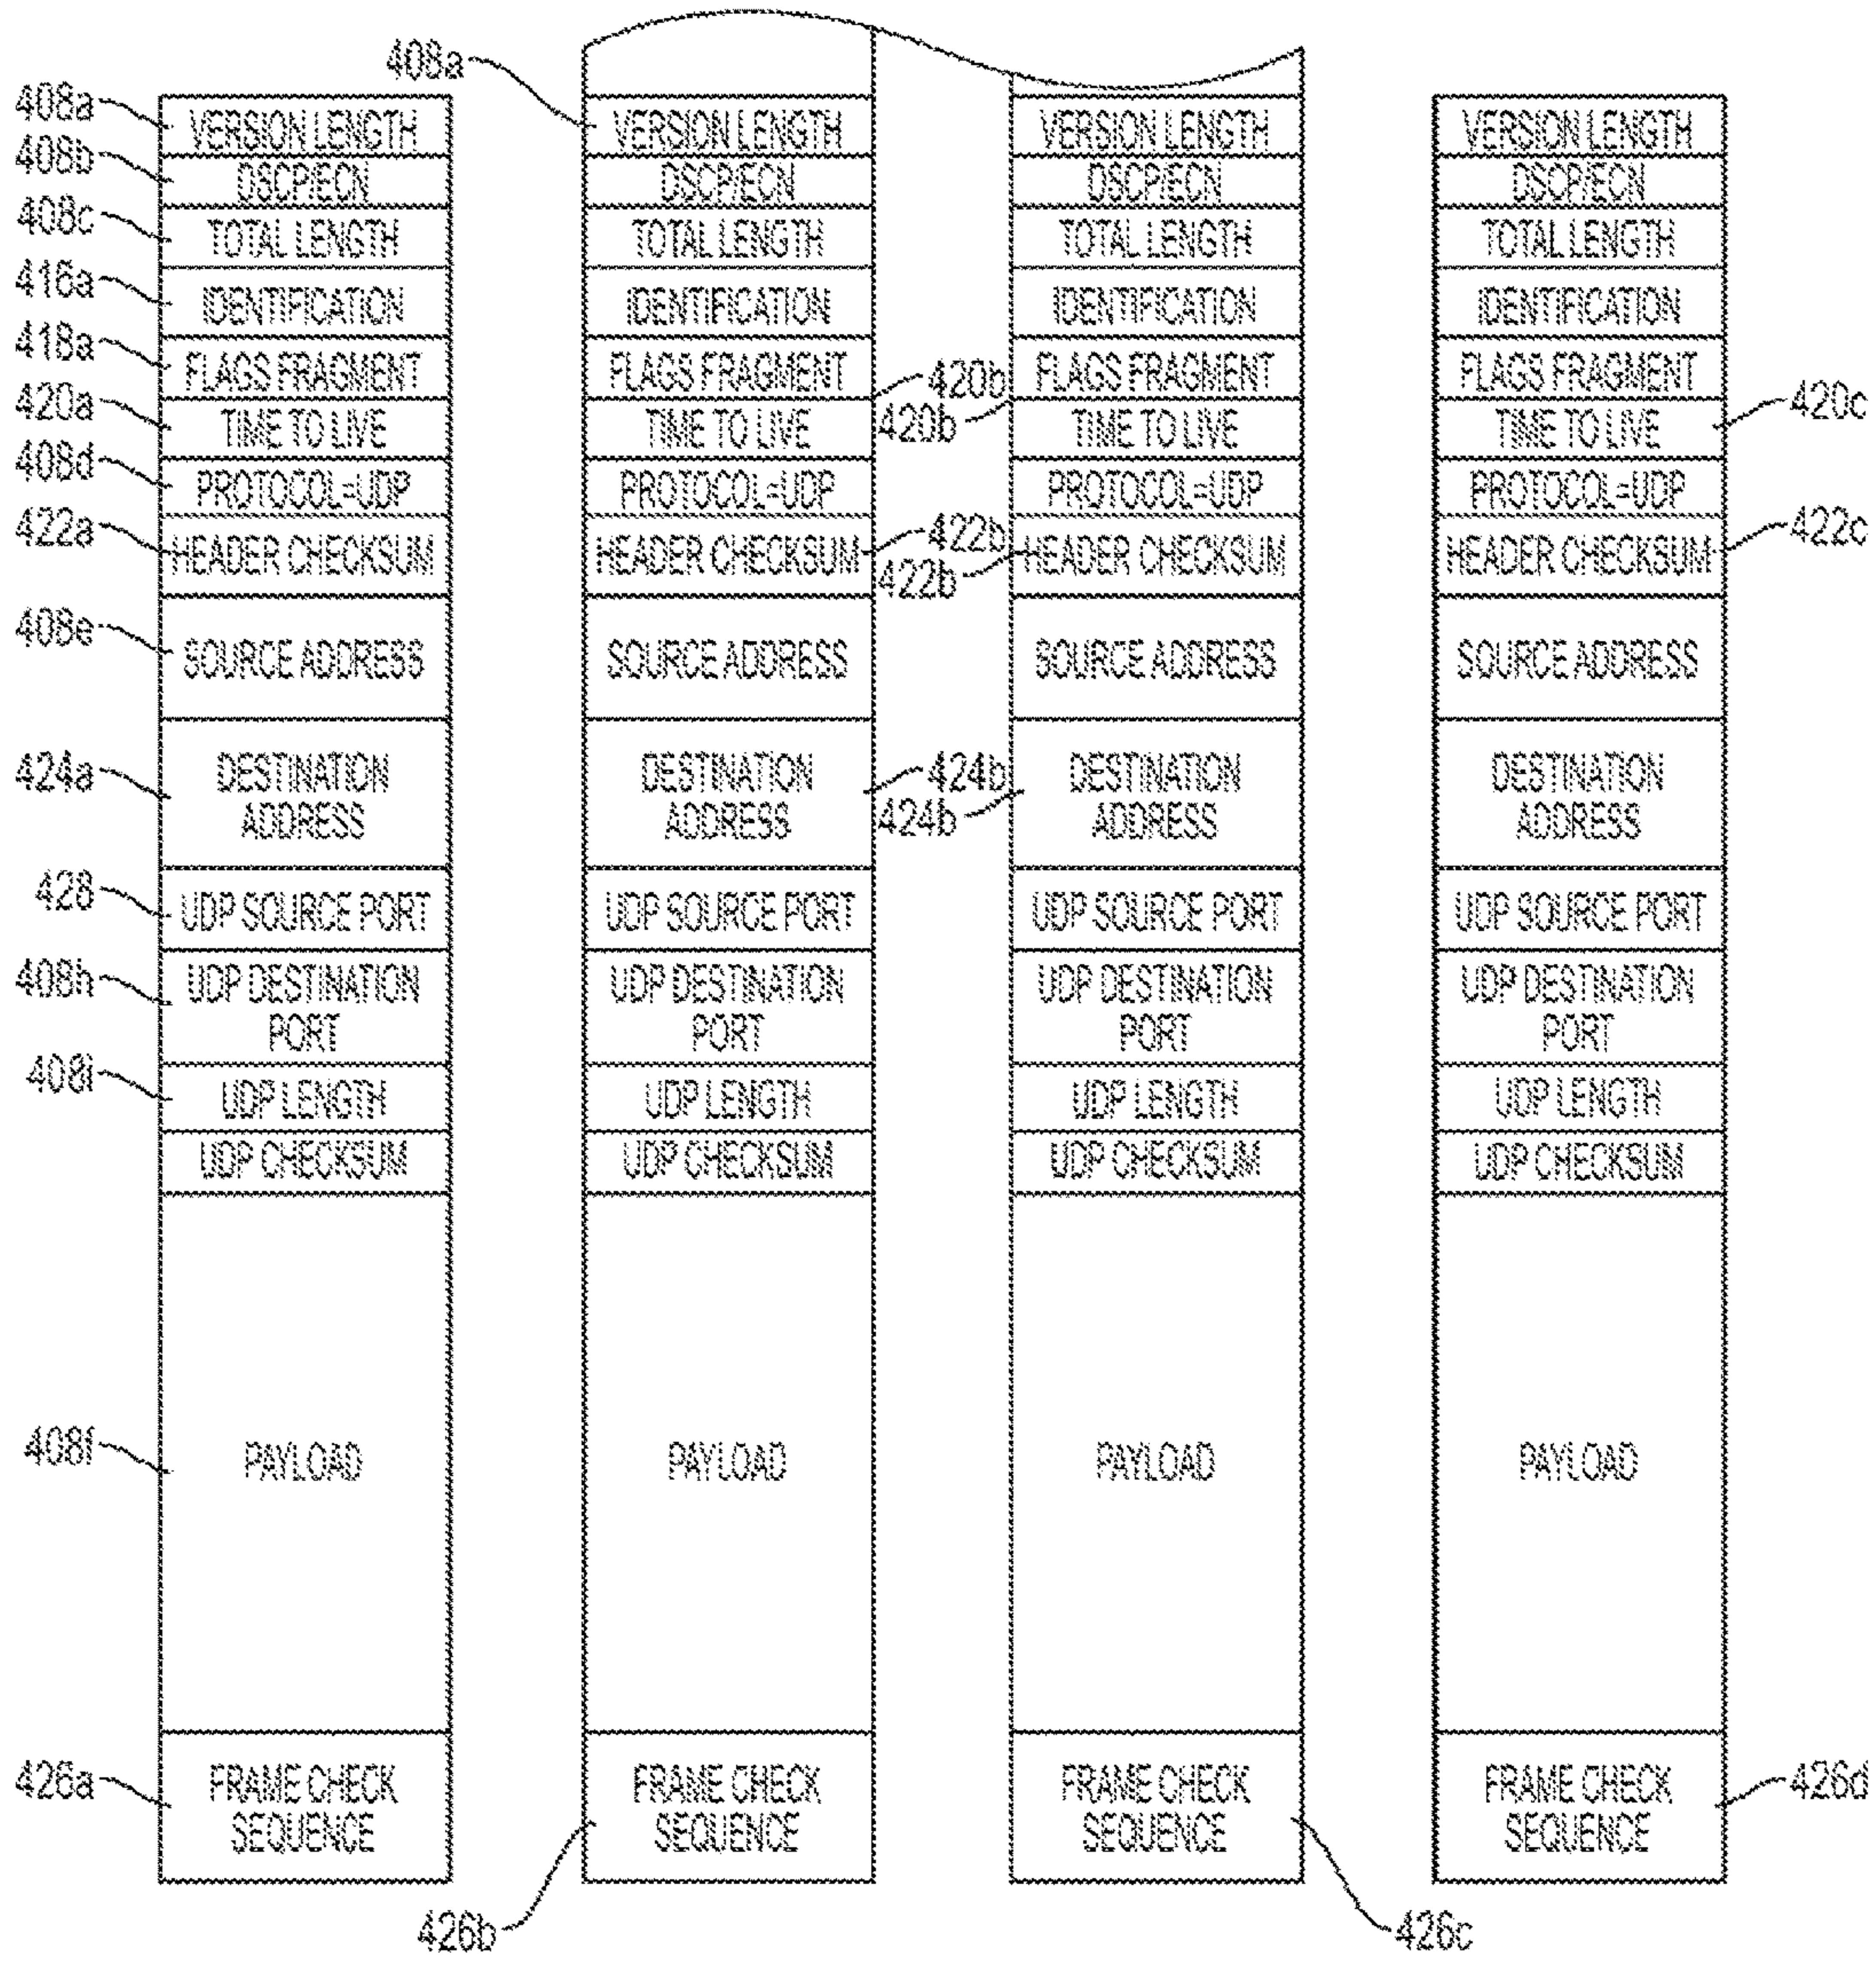 408a
408a VERSION LENGTH VERSION LENGTH VERSION LENGTH VERSION LENGTH
408b DSCP/ECN DSCP/ECN DSCP/ECN DSCP/ECN
408c TOTAL LENGTH TOTAL LENGTH TOTAL LENGTH TOTAL LENGTH
416a IDENTIFICATION IDENTIFICATION IDENTIFICATION IDENTIFICATION
418a FLAGS FRAGMENT FLAGS FRAGMENT 420b FLAGS FRAGMENT FLAGS FRAGMENT
420a TIME TO LIVE TIME TO LIVE 420b TIME TO LIVE TIME TO LIVE 420c
408d PROTOCOL=UDP PROTOCOL=UDP PROTOCOL=UDP PROTOCOL=UDP
422a HEADER CHECKSUM HEADER CHECKSUM 422b HEADER CHECKSUM HEADER CHECKSUM 422c
422b
408e SOURCE ADDRESS SOURCE ADDRESS SOURCE ADDRESS SOURCE ADDRESS
424a DESTINATION DESTINATION 424b DESTINATION DESTINATION
ADDRESS ADDRESS 424b ADDRESS ADDRESS
428 UDP SOURCE PORT UDP SOURCE PORT UDP SOURCE PORT UDP SOURCE PORT
408h UDP DESTINATION UDP DESTINATION UDP DESTINATION UDP DESTINATION
PORT PORT PORT PORT
408i UDP LENGTH UDP LENGTH UDP LENGTH UDP LENGTH
UDP CHECKSUM UDP CHECKSUM UDP CHECKSUM UDP CHECKSUM
408f PAYLOAD PAYLOAD PAYLOAD PAYLOAD
426a FRAME CHECK FRAME CHECK FRAME CHECK FRAME CHECK 426d
SEQUENCE SEQUENCE SEQUENCE SEQUENCE
426b 426c